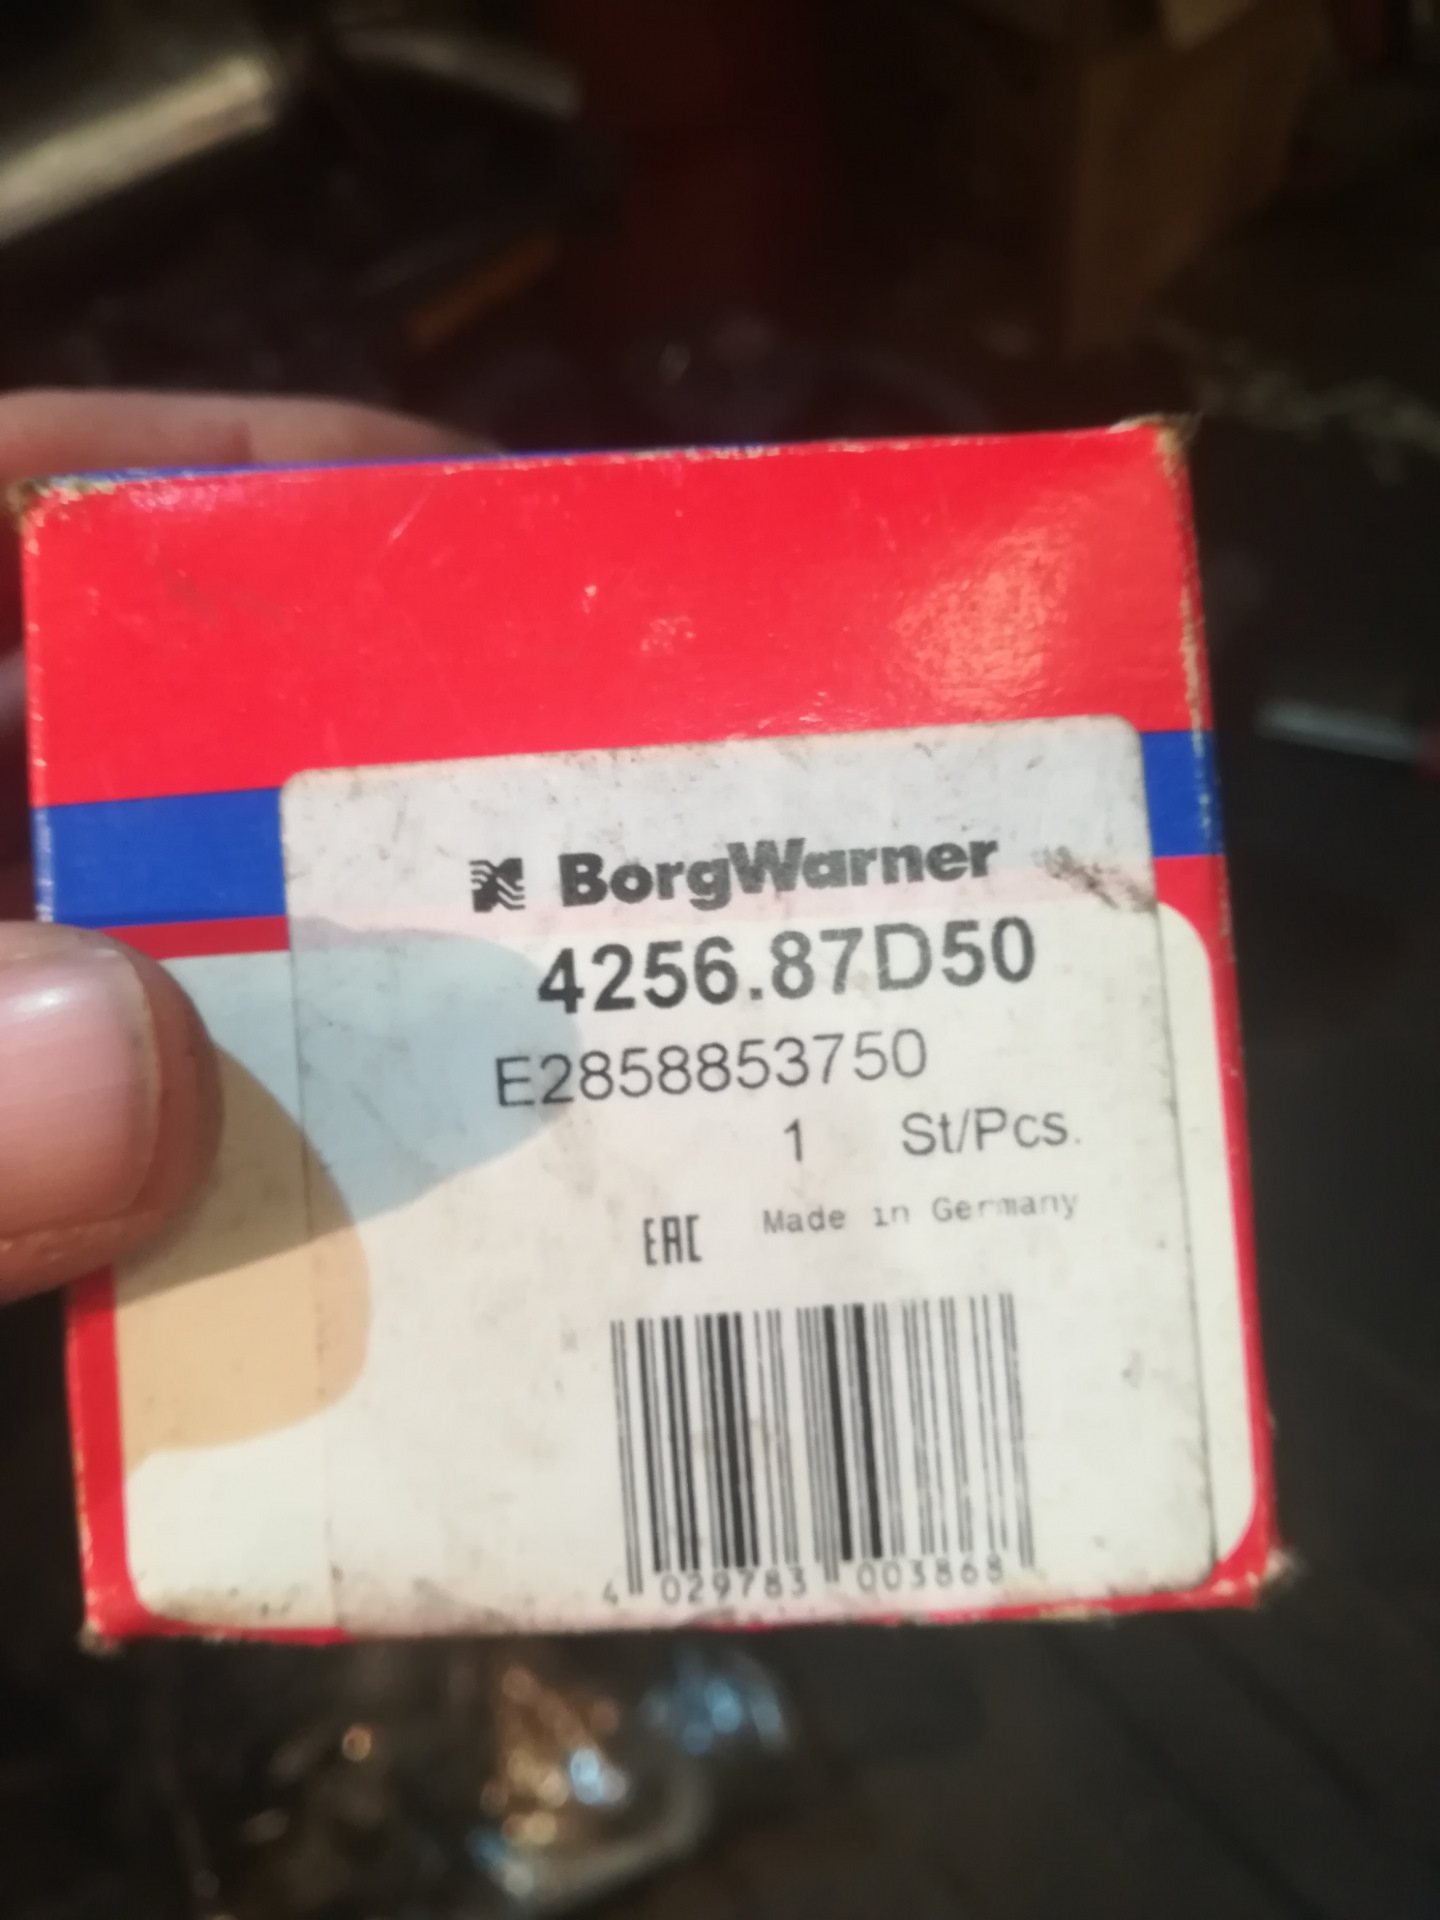 BorgWarner
4256.87D50
E2858853750
1 St/Pcs.
EAC Made in Germany
4 029783 003868